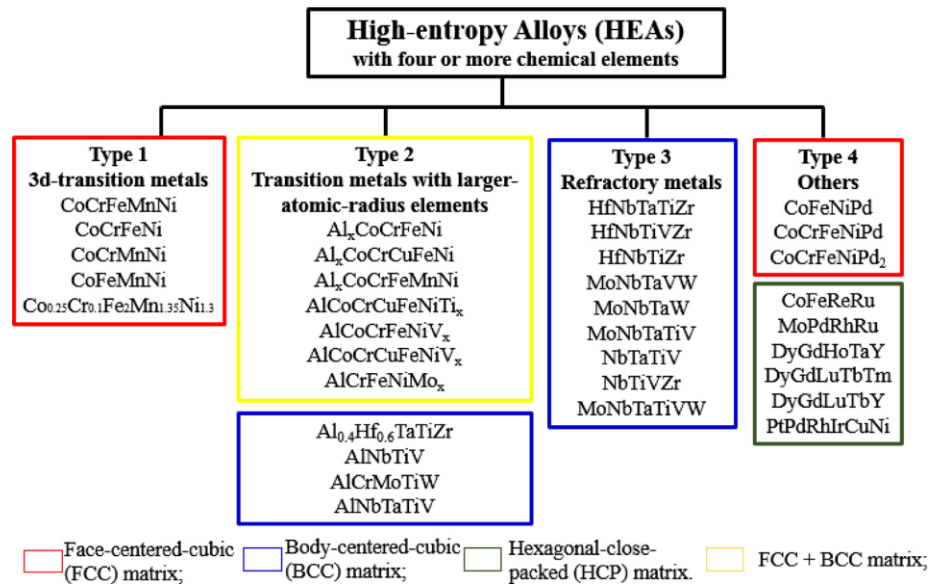 High-entropy Alloys (HEAs)
with four or more chemical elements
Type 1
3d-transition metals
CoCrFeMnNi
CoCrFeNi
CoCrMnNi
CoFeMnNi
Co₀.₂₅Cr₀.₁Fe₂Mn₁.₃₅Ni₁.₃
Type 2
Transition metals with larger-
atomic-radius elements
AlₓCoCrFeNi
AlₓCoCrCuFeNi
AlₓCoCrFeMnNi
AlCoCrCuFeNiTiₓ
AlCoCrFeNiVₓ
AlCoCrCuFeNiVₓ
AlCrFeNiMoₓ
Al₀.₄Hf₀.₆TaTiZr
AlNbTiV
AlCrMoTiW
AlNbTaTiV
Type 3
Refractory metals
HfNbTaTiZr
HfNbTiVZr
HfNbTiZr
MoNbTaVW
MoNbTaW
MoNbTaTiV
NbTaTiV
NbTiVZr
MoNbTaTiVW
Type 4
Others
CoFeNiPd
CoCrFeNiPd
CoCrFeNiPd₂
CoFeReRu
MoPdRhRu
DyGdHoTaY
DyGdLuTbTm
DyGdLuTbY
PtPdRhIrCuNi
Face-centered-cubic
(FCC) matrix;
Body-centered-cubic
(BCC) matrix;
Hexagonal-close-
packed (HCP) matrix.
FCC + BCC matrix;